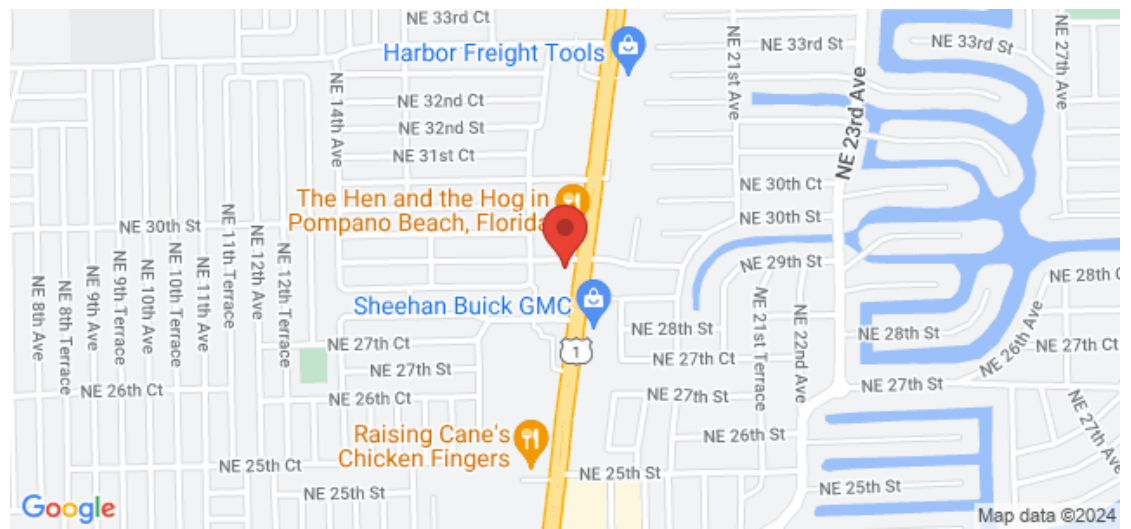 NE 33rd Ct
Harbor Freight Tools
NE 21st Ave
NE 33rd St
NE 33rd St
NE 27th Ave
NE 14th Ave
NE 32nd Ct
NE 32nd St
NE 31st Ct
NE 23rd Ave
The Hen and the Hog in
Pompano Beach, Florida
NE 30th Ct
NE 30th St
NE 30th St
NE 29th St
NE 8th Ave
NE 8th Terrace
NE 9th Ave
NE 9th Terrace
NE 10th Ave
NE 10th Terrace
NE 11th Ave
NE 11th Terrace
NE 12th Ave
NE 12th Terrace
Sheehan Buick GMC
1
NE 28th St
NE 27th Ct
NE 21st Terrace
NE 22nd Ave
NE 28th Ct
NE 28th St
NE 26th Ave
NE 27th Ct
NE 27th Ct
NE 27th St
NE 26th Ct
NE 26th Ct
NE 27th St
NE 27th St
NE 27th Ave
Raising Cane's
Chicken Fingers
NE 26th St
NE 25th Ct
NE 25th St
NE 25th St
NE 25th St
Google
Map data ©2024